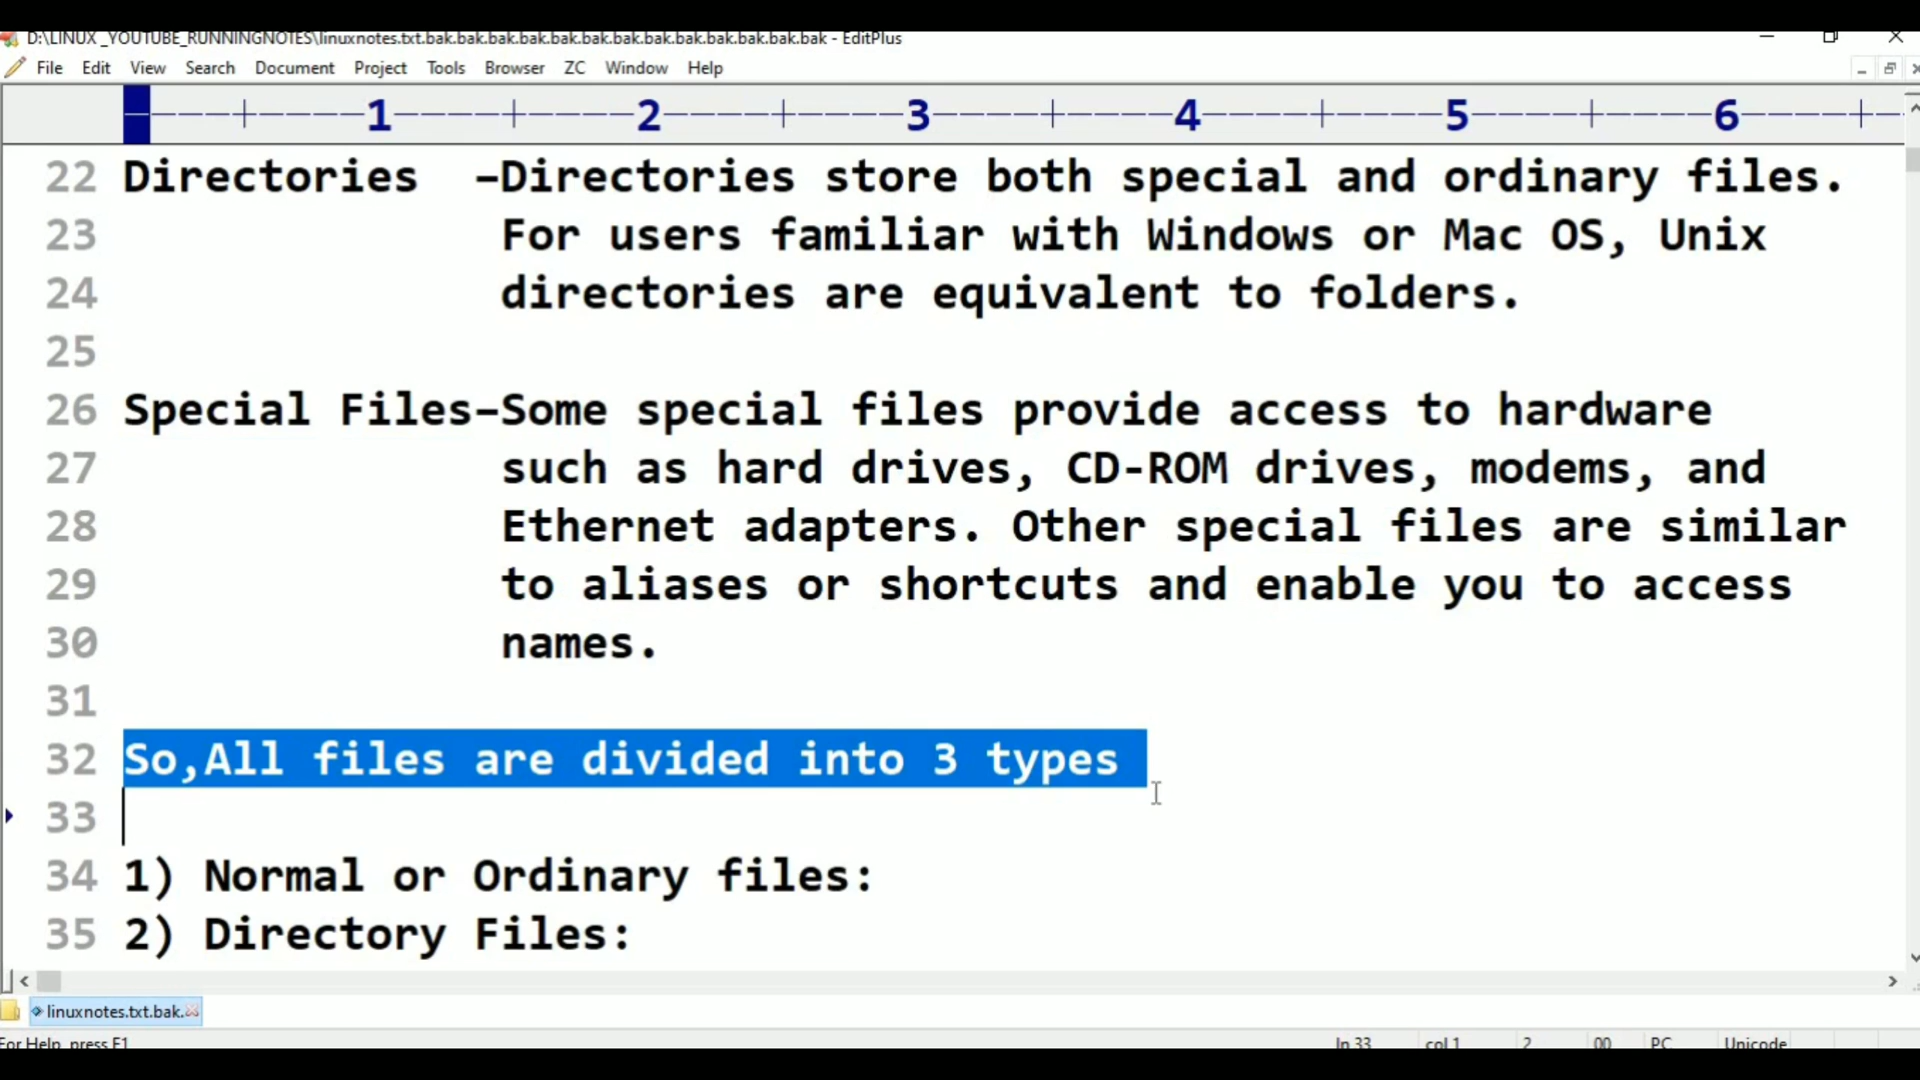 D:\LINUX _YOUTUBE_RUNNINGNOTES\linuxnotes.txt.bak.bak.bak.bak.bak.bak.bak.bak.bak.bak.bak.bak.bak - EditPlus
File Edit View Search Document Project Tools Browser ZC Window Help
1 2 3 4 5 6
22 Directories -Directories store both special and ordinary files.
23 For users familiar with Windows or Mac OS, Unix
24 directories are equivalent to folders.
25
26 Special Files-Some special files provide access to hardware
27 such as hard drives, CD-ROM drives, modems, and
28 Ethernet adapters. Other special files are similar
29 to aliases or shortcuts and enable you to access
30 names.
31
32 So,All files are divided into 3 types
33
34 1) Normal or Ordinary files:
35 2) Directory Files:
linuxnotes.txt.bak.
For Help, press F1 ln 33 col 1 2 00 PC Unicode